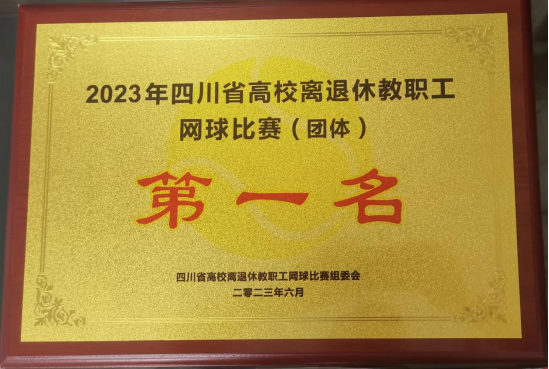 2023年四川省高校离退休教职工
网球比赛（团体）
第一名
四川省高校离退休教职工网球比赛组委会
二零二三年六月